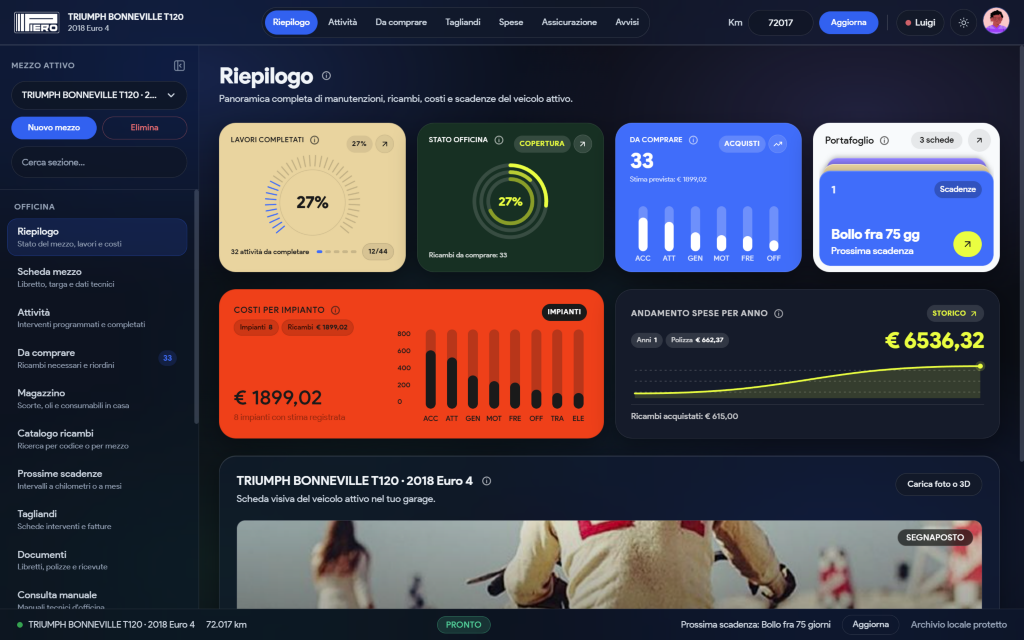 PIERO
TRIUMPH BONNEVILLE T120
2018 Euro 4
Riepilogo
Attività
Da comprare
Tagliandi
Spese
Assicurazione
Avvisi
Km
72017
Aggiorna
Luigi
MEZZO ATTIVO
TRIUMPH BONNEVILLE T120 · 2...
Nuovo mezzo
Elimina
Cerca sezione...
OFFICINA
Riepilogo
Stato del mezzo, lavori e costi
Scheda mezzo
Libretto, targa e dati tecnici
Attività
Interventi programmati e completati
Da comprare
Ricambi necessari e riordini
33
Magazzino
Scorte, oli e consumabili in casa
Catalogo ricambi
Ricerca per codice o per mezzo
Prossime scadenze
Intervalli a chilometri o a mesi
Tagliandi
Schede interventi e fatture
Documenti
Libretti, polizze e ricevute
Consulta manuale
Manuali tecnici d'officina
Riepilogo
Panoramica completa di manutenzioni, ricambi, costi e scadenze del veicolo attivo.
LAVORI COMPLETATI
27%
27%
32 attività da completare
12/44
STATO OFFICINA
COPERTURA
27%
Ricambi da comprare: 33
DA COMPRARE
ACQUISTI
33
Stima prevista: € 1899,02
ACC ATT GEN MOT FRE OFF
Portafoglio
3 schede
1
Scadenze
Bollo fra 75 gg
Prossima scadenza
COSTI PER IMPIANTO
IMPIANTI
Impianti 8
Ricambi € 1899,02
800
600
400
200
0
ACC ATT GEN MOT FRE OFF TRA ELE
€ 1899,02
8 impianti con stima registrata
ANDAMENTO SPESE PER ANNO
STORICO
Anni 1
Polizza € 662,37
€ 6536,32
Ricambi acquistati: € 615,00
TRIUMPH BONNEVILLE T120 · 2018 Euro 4
Scheda visiva del veicolo attivo nel tuo garage.
Carica foto o 3D
SEGNAPOSTO
TRIUMPH BONNEVILLE T120 · 2018 Euro 4
72.017 km
PRONTO
Prossima scadenza: Bollo fra 75 giorni
Aggiorna
Archivio locale protetto